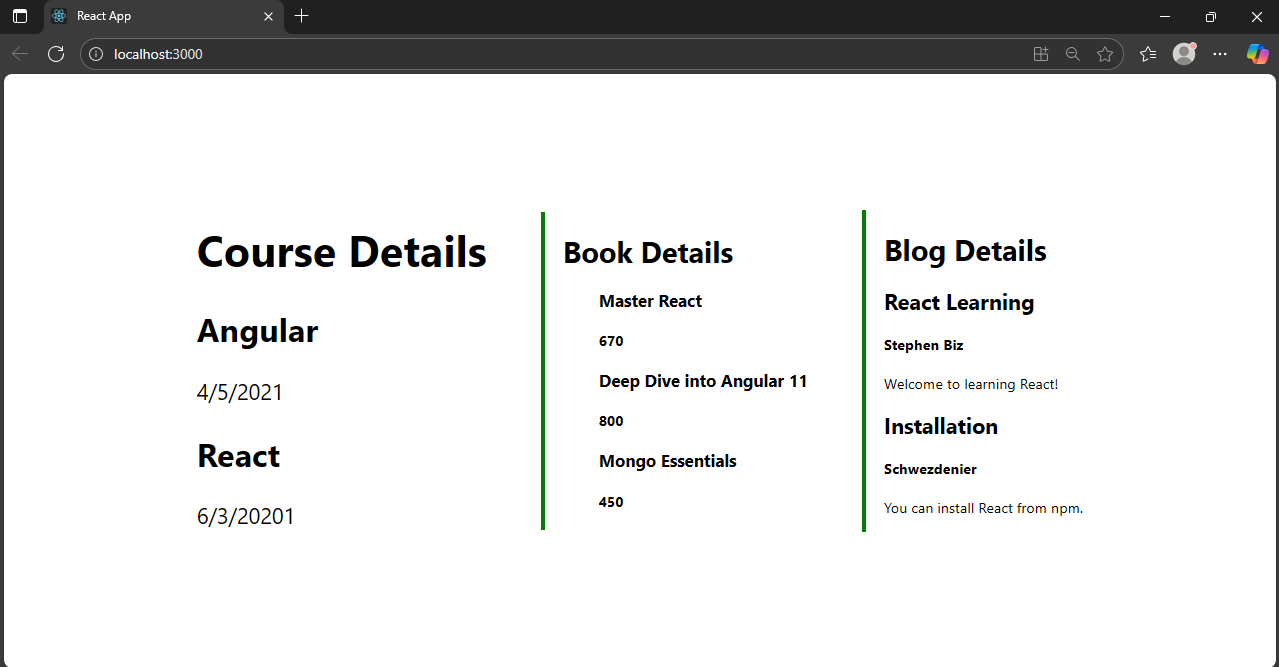 React App
localhost:3000
Course Details
Angular
4/5/2021
React
6/3/20201
Book Details
Master React
670
Deep Dive into Angular 11
800
Mongo Essentials
450
Blog Details
React Learning
Stephen Biz
Welcome to learning React!
Installation
Schwezdenier
You can install React from npm.